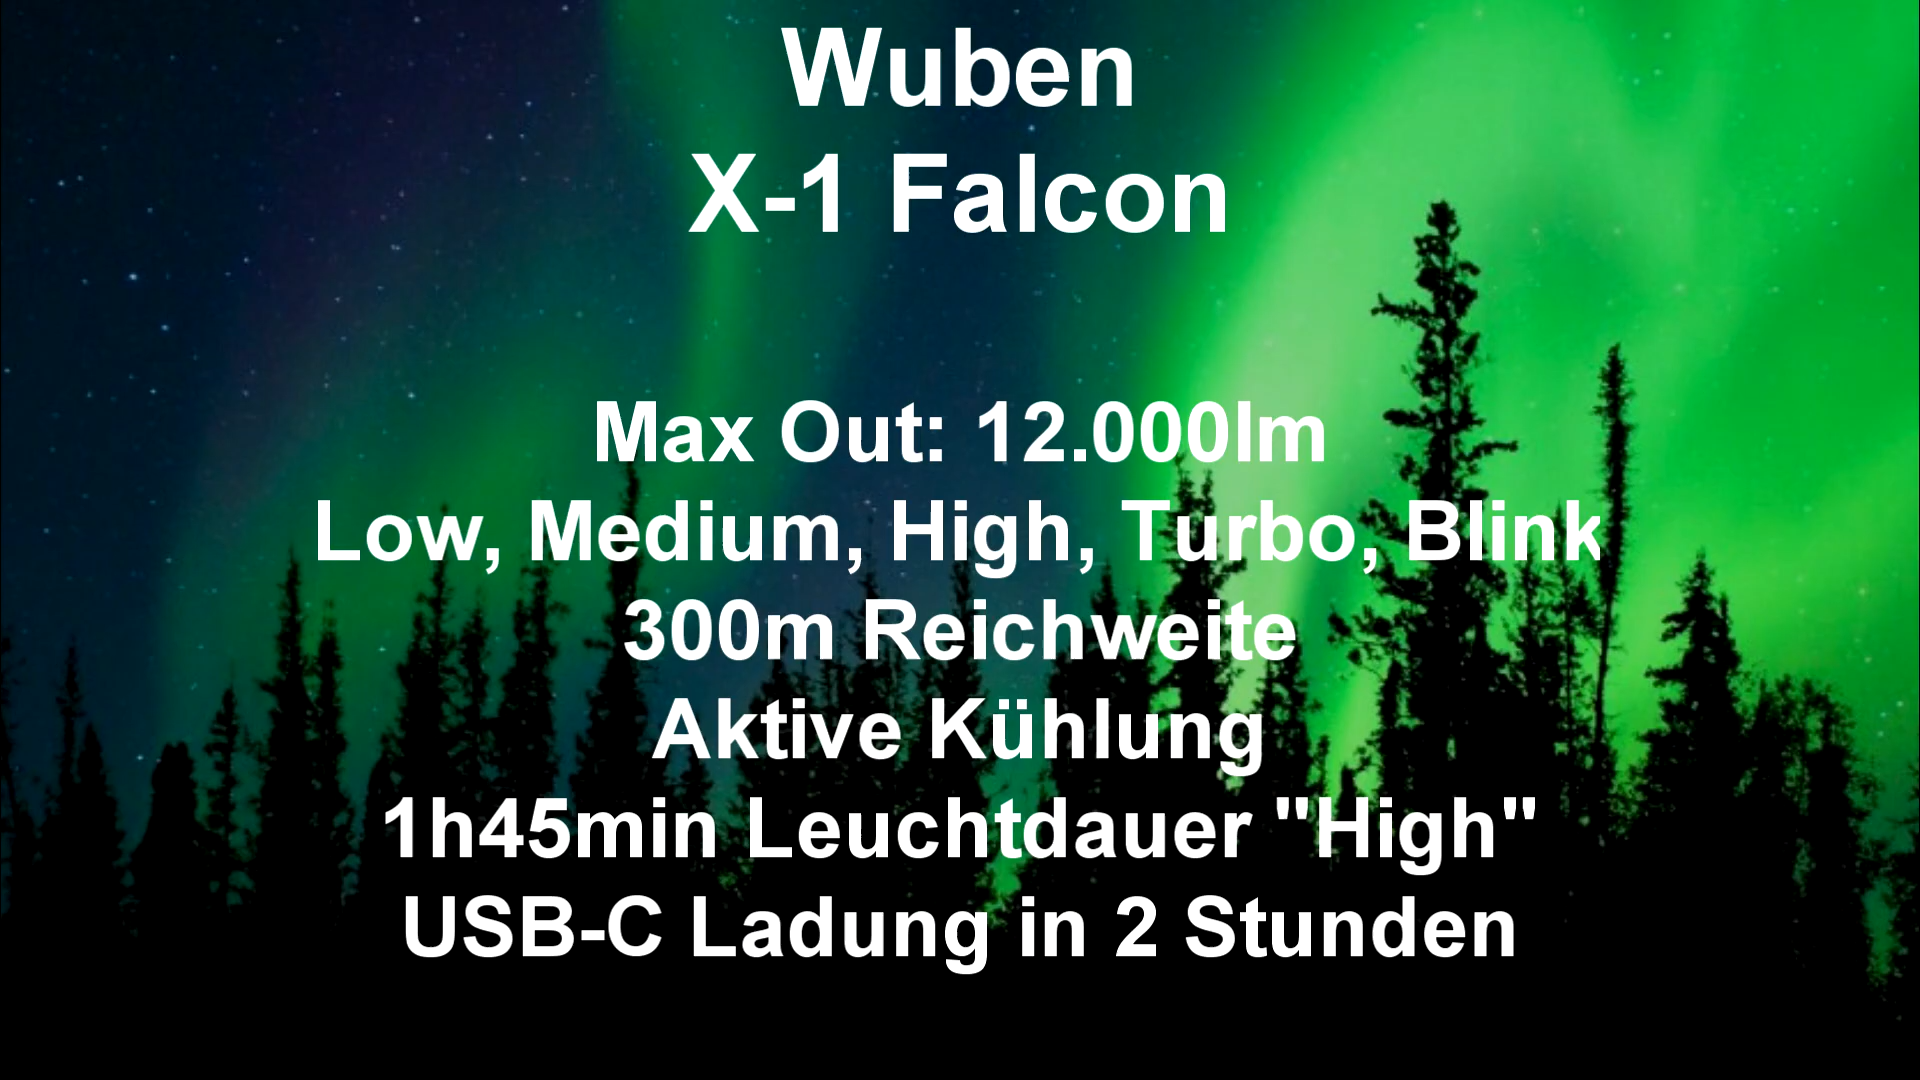 Wuben
X-1 Falcon
Max Out: 12.000lm
Low, Medium, High, Turbo, Blink
300m Reichweite
Aktive Kühlung
1h45min Leuchtdauer "High"
USB-C Ladung in 2 Stunden